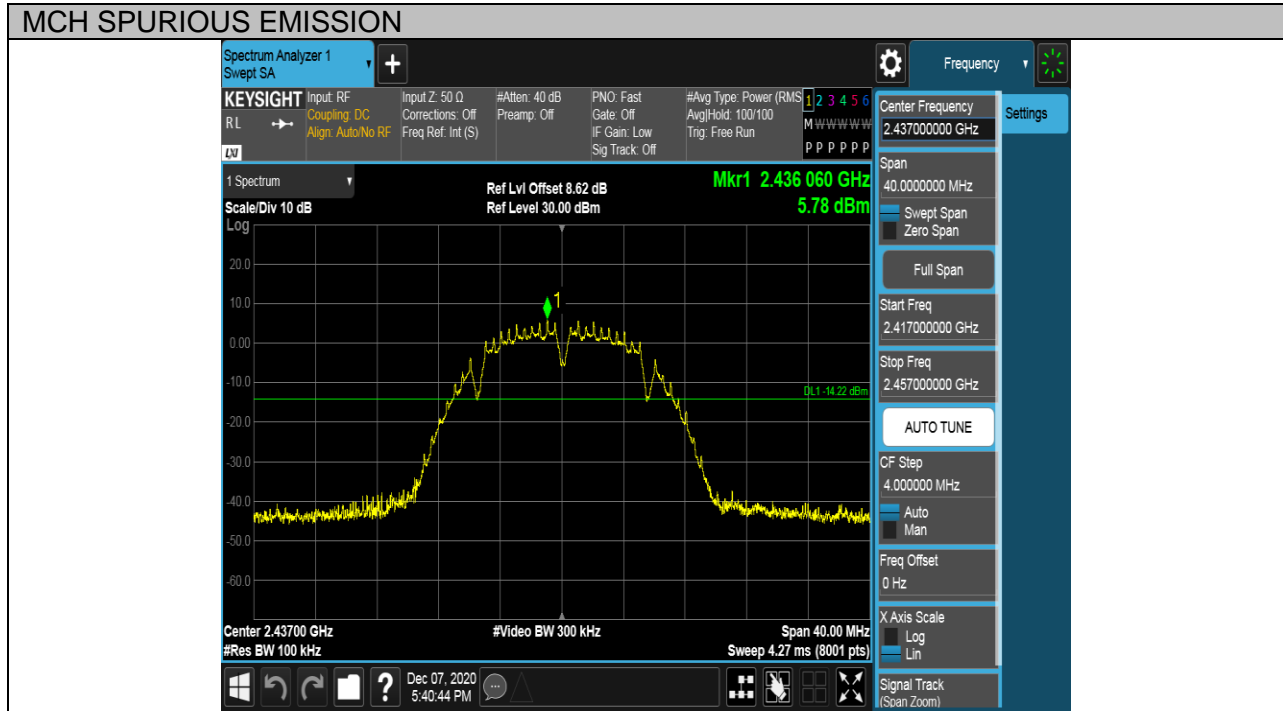 MCH SPURIOUS EMISSION
Spectrum Analyzer 1
Swept SA
+
Frequency
KEYSIGHT
RL
LXI
Input: RF
Coupling: DC
Align: Auto/No RF
Input Z: 50 Ω
Corrections: Off
Freq Ref: Int (S)
#Atten: 40 dB
Preamp: Off
PNO: Fast
Gate: Off
IF Gain: Low
Sig Track: Off
#Avg Type: Power (RMS
Avg|Hold: 100/100
Trig: Free Run
1 2 3 4 5 6
M W W W W W
P P P P P P
1 Spectrum
Scale/Div 10 dB
Ref Lvl Offset 8.62 dB
Ref Level 30.00 dBm
Mkr1 2.436 060 GHz
5.78 dBm
Log
20.0
10.0
0.00
-10.0
-20.0
-30.0
-40.0
-50.0
-60.0
1
DL1 -14.22 dBm
Center 2.43700 GHz
#Res BW 100 kHz
#Video BW 300 kHz
Span 40.00 MHz
Sweep 4.27 ms (8001 pts)
Dec 07, 2020
5:40:44 PM
?
Center Frequency
2.437000000 GHz
Settings
Span
40.0000000 MHz
Swept Span
Zero Span
Full Span
Start Freq
2.417000000 GHz
Stop Freq
2.457000000 GHz
AUTO TUNE
CF Step
4.000000 MHz
Auto
Man
Freq Offset
0 Hz
X Axis Scale
Log
Lin
Signal Track
(Span Zoom)